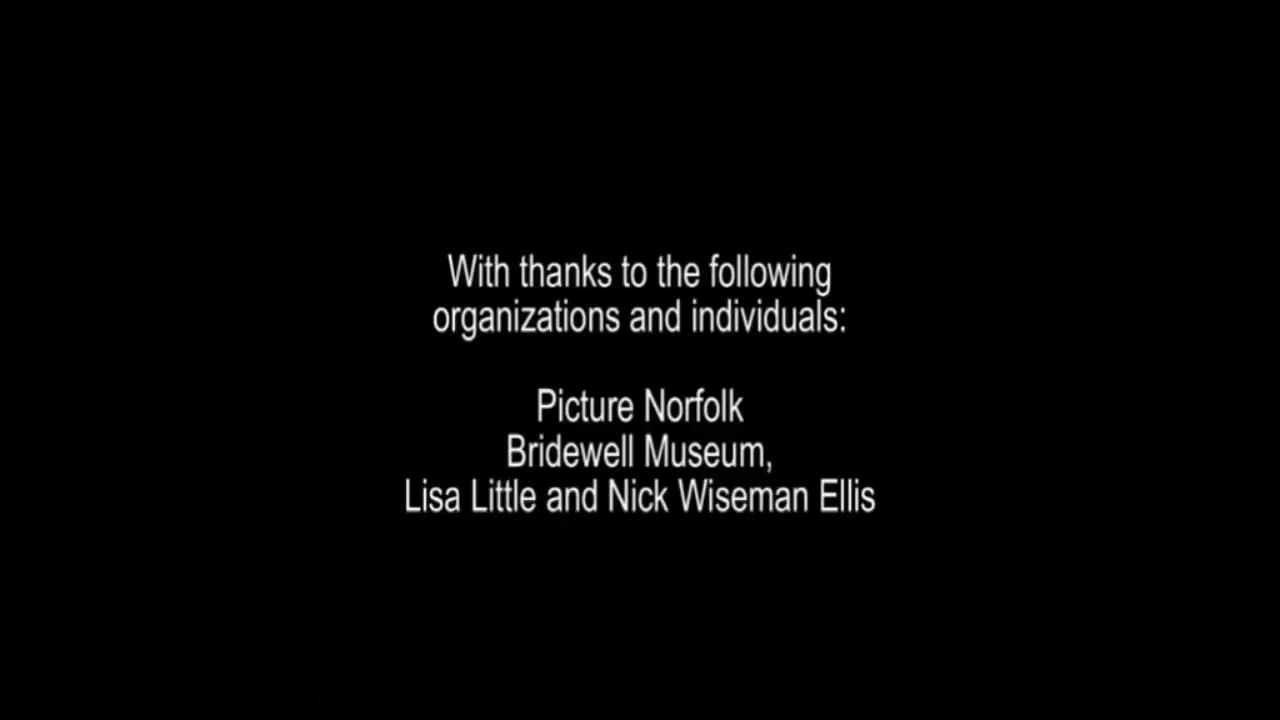 With thanks to the following
organizations and individuals:
Picture Norfolk
Bridewell Museum,
Lisa Little and Nick Wiseman Ellis